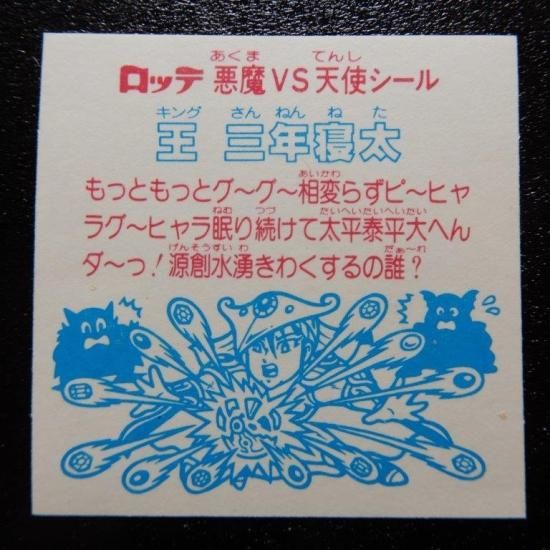 あくま てんし
ロッテ 悪魔VS天使シール
キング さんねんねた
王 三年寝太
あいかわ
もっともっとグ〜グ〜相変らずピ〜ヒャ
ねむ つづ たいへいたいへいたい
ラグ〜ヒャラ眠り続けて太平泰平大へん
げんそうすい わ だぁ〜れ
ダ〜っ！源創水湧きわくするの誰？